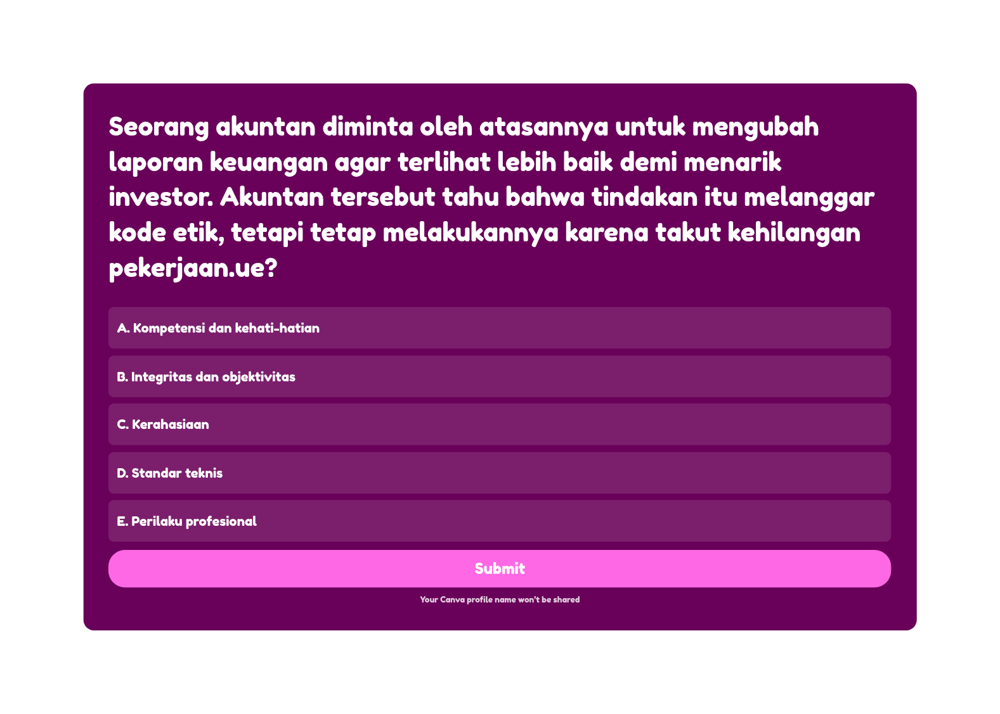 Seorang akuntan diminta oleh atasannya untuk mengubah
laporan keuangan agar terlihat lebih baik demi menarik
investor. Akuntan tersebut tahu bahwa tindakan itu melanggar
kode etik, tetapi tetap melakukannya karena takut kehilangan
pekerjaan.ue?
A. Kompetensi dan kehati-hatian
B. Integritas dan objektivitas
C. Kerahasiaan
D. Standar teknis
E. Perilaku profesional
Submit
Your Canva profile name won't be shared